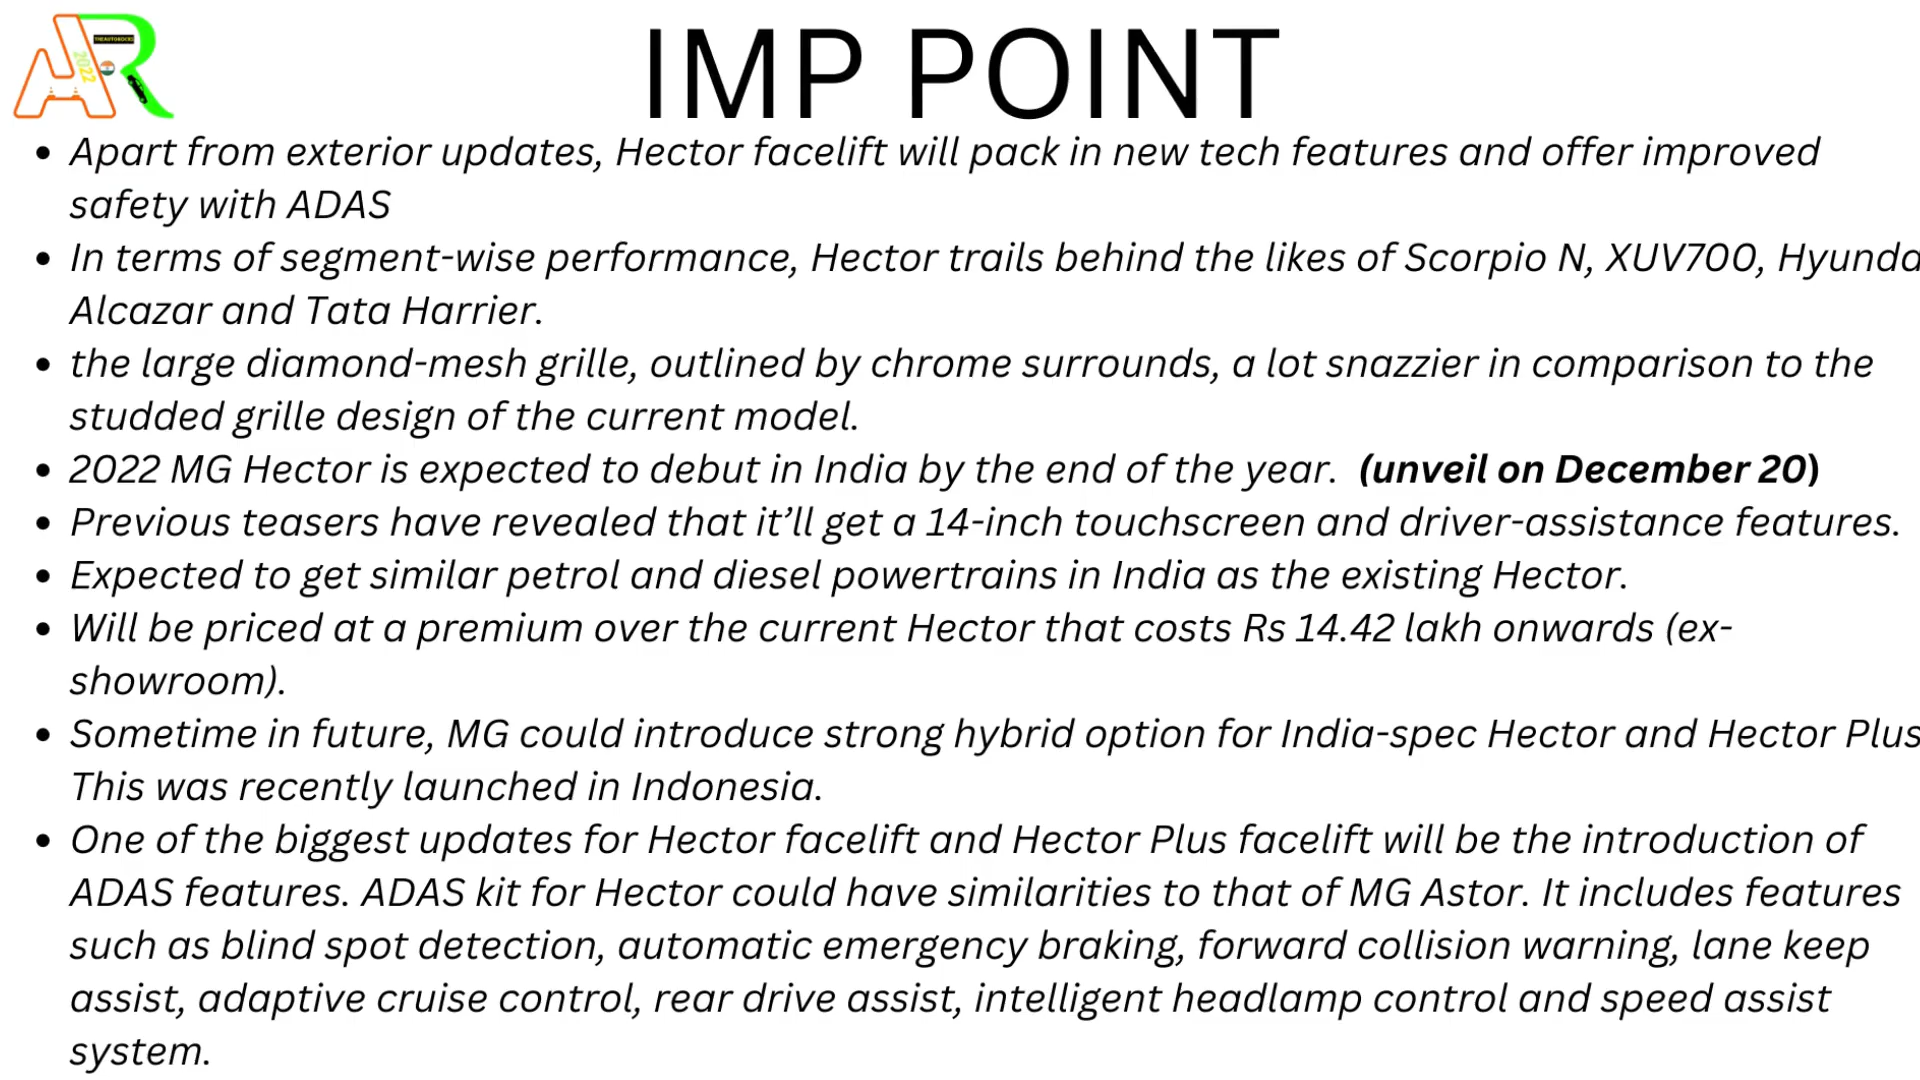 THEAUTOROCKS
2022
IMP POINT
• Apart from exterior updates, Hector facelift will pack in new tech features and offer improved
safety with ADAS
• In terms of segment-wise performance, Hector trails behind the likes of Scorpio N, XUV700, Hyunda
Alcazar and Tata Harrier.
• the large diamond-mesh grille, outlined by chrome surrounds, a lot snazzier in comparison to the
studded grille design of the current model.
• 2022 MG Hector is expected to debut in India by the end of the year. (unveil on December 20)
• Previous teasers have revealed that it’ll get a 14-inch touchscreen and driver-assistance features.
• Expected to get similar petrol and diesel powertrains in India as the existing Hector.
• Will be priced at a premium over the current Hector that costs Rs 14.42 lakh onwards (ex-
showroom).
• Sometime in future, MG could introduce strong hybrid option for India-spec Hector and Hector Plus
This was recently launched in Indonesia.
• One of the biggest updates for Hector facelift and Hector Plus facelift will be the introduction of
ADAS features. ADAS kit for Hector could have similarities to that of MG Astor. It includes features
such as blind spot detection, automatic emergency braking, forward collision warning, lane keep
assist, adaptive cruise control, rear drive assist, intelligent headlamp control and speed assist
system.